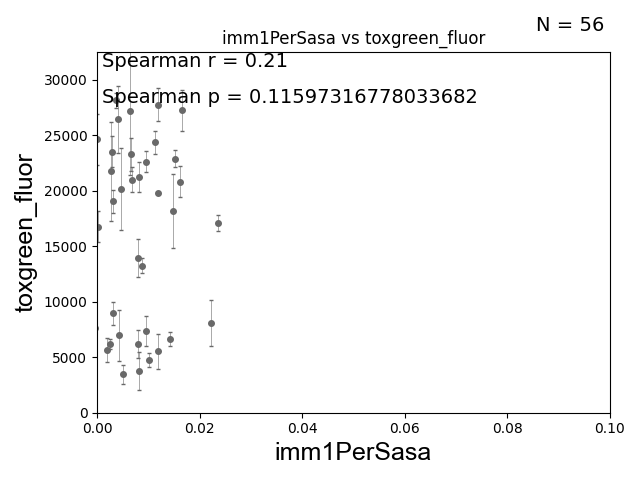 N = 56
imm1PerSasa vs toxgreen_fluor
Spearman r = 0.21
Spearman p = 0.11597316778033682
30000
25000
20000
15000
10000
5000
0
toxgreen_fluor
0.00 0.02 0.04 0.06 0.08 0.10
imm1PerSasa